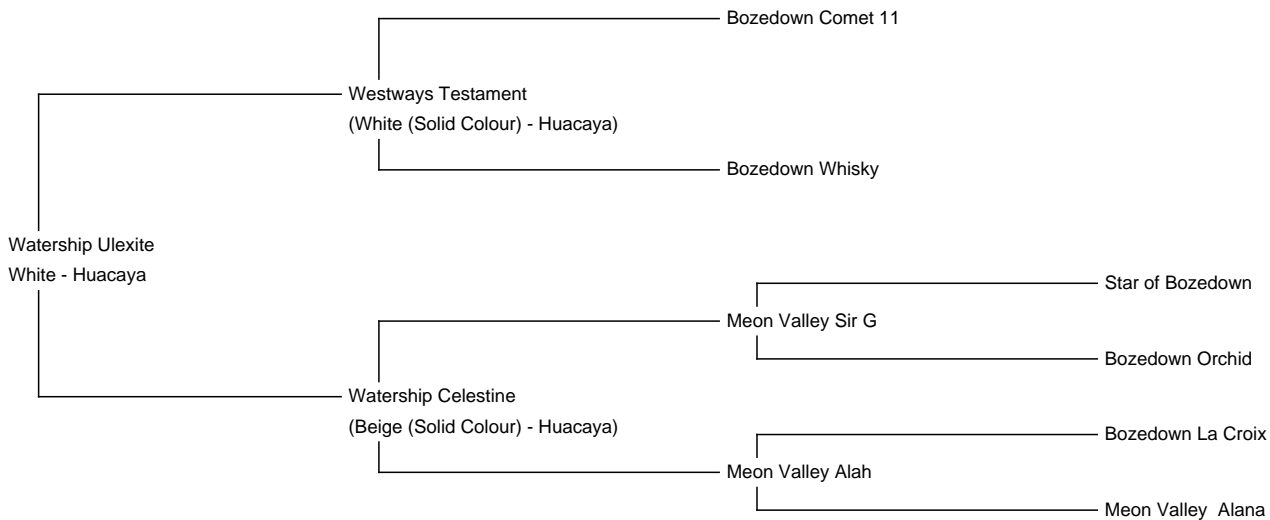 Bozedown Comet 11
Westways Testament
(White (Solid Colour) - Huacaya)
Bozedown Whisky
Watership Ulexite
White - Huacaya
Star of Bozedown
Meon Valley Sir G
Bozedown Orchid
Watership Celestine
(Beige (Solid Colour) - Huacaya)
Bozedown La Croix
Meon Valley Alah
Meon Valley  Alana